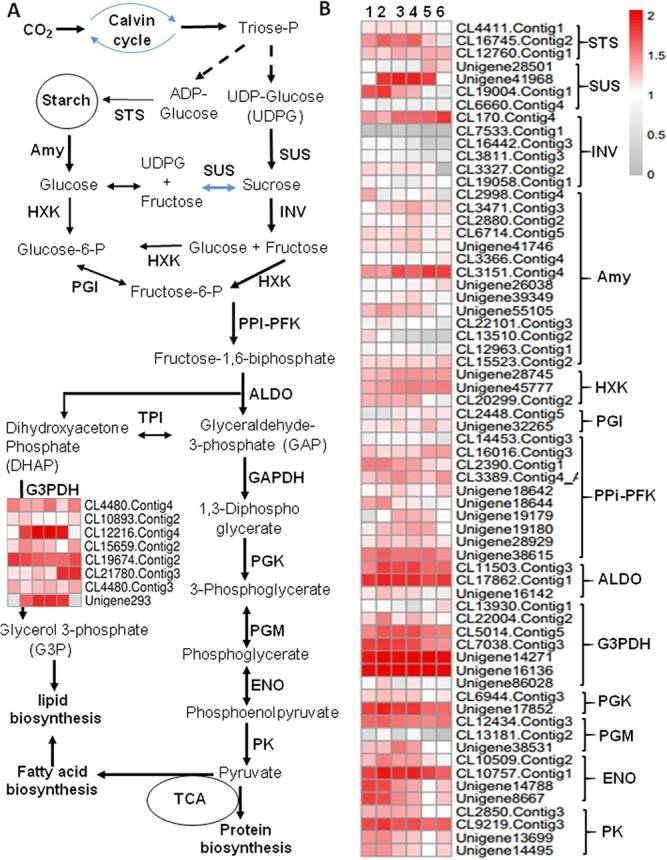 A
CO2
Calvin
cycle
Triose-P
Starch
STS
ADP-
Glucose
UDP-Glucose
(UDPG)
Amy
UDPG
+
Fructose
SUS
SUS
Glucose
Sucrose
HXK
INV
Glucose-6-P
HXK
Glucose + Fructose
HXK
PGI
Fructose-6-P
PPI-PFK
Fructose-1,6-biphosphate
ALDO
Dihydroxyacetone
Phosphate
(DHAP)
TPI
Glyceraldehyde-
3-phosphate (GAP)
G3PDH
CL4480.Contig4
CL10893.Contig2
CL12216.Contig4
CL15659.Contig2
CL19674.Contig2
CL21780.Contig3
CL4480.Contig3
Unigene293
GAPDH
1,3-Diphospho
glycerate
PGK
3-Phosphoglycerate
PGM
Glycerol 3-phosphate
(G3P)
Phosphoglycerate
ENO
lipid
biosynthesis
Phosphoenolpyruvate
PK
Fatty acid
biosynthesis
Pyruvate
TCA
Protein
biosynthesis
B
1 2 3 4 5 6
CL4411.Contig1
CL16745.Contig2
CL12760.Contig1
Unigene28501
Unigene41968
CL19004.Contig1
CL6660.Contig4
CL170.Contig4
CL7533.Contig1
CL16442.Contig3
CL3811.Contig3
CL3327.Contig2
CL19058.Contig1
CL2998.Contig4
CL3471.Contig3
CL2880.Contig2
CL6714.Contig5
Unigene41746
CL3366.Contig4
CL3151.Contig4
Unigene26038
Unigene39349
Unigene55105
CL22101.Contig3
CL13510.Contig2
CL12963.Contig1
CL15523.Contig2
Unigene28745
Unigene45777
CL20299.Contig2
CL2448.Contig5
Unigene32265
CL14453.Contig3
CL16016.Contig3
CL2390.Contig1
CL3389.Contig4_A
Unigene18642
Unigene18644
Unigene19179
Unigene19180
Unigene28929
Unigene38615
CL11503.Contig3
CL17862.Contig1
Unigene16142
CL13930.Contig1
CL22004.Contig2
CL5014.Contig5
CL7038.Contig3
Unigene14271
Unigene16136
Unigene86028
CL6944.Contig3
Unigene17852
CL12434.Contig3
CL13181.Contig2
Unigene38531
CL10509.Contig2
CL10757.Contig1
Unigene14788
Unigene8667
CL2850.Contig3
CL9219.Contig3
Unigene13699
Unigene14495
STS
SUS
INV
Amy
HXK
PGI
PPi-PFK
ALDO
G3PDH
PGK
PGM
ENO
PK
2
1.5
1
0.5
0